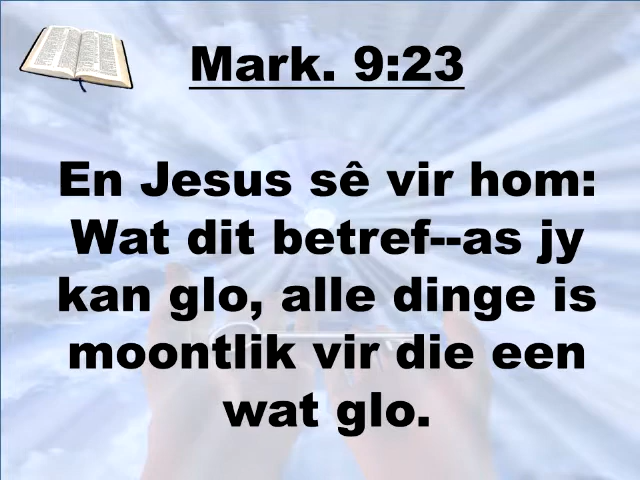 Mark. 9:23
En Jesus sê vir hom:
Wat dit betref--as jy
kan glo, alle dinge is
moontlik vir die een
wat glo.